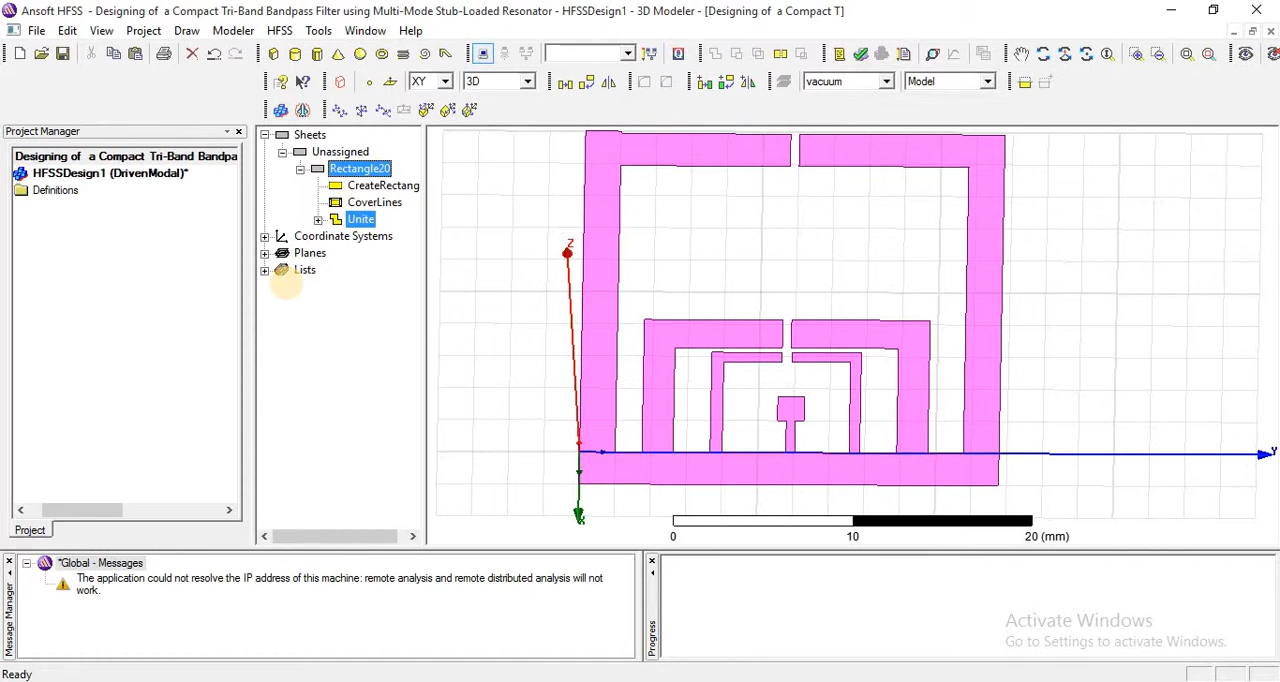 Ansoft HFSS - Designing of a Compact Tri-Band Bandpass Filter using Multi-Mode Stub-Loaded Resonator - HFSSDesign1 - 3D Modeler - [Designing of a Compact T]
File Edit View Project Draw Modeler HFSS Tools Window Help
XY 3D vacuum Model
Project Manager
Designing of a Compact Tri-Band Bandpa
HFSSDesign1 (DrivenModal)*
Definitions
Project
Sheets
Unassigned
Rectangle20
CreateRectang
CoverLines
Unite
Coordinate Systems
Planes
Lists
Z
Y
X
0 10 20 (mm)
*Global - Messages
The application could not resolve the IP address of this machine: remote analysis and remote distributed analysis will not
work.
Message Manager
Progress
Activate Windows
Go to Settings to activate Windows.
Ready